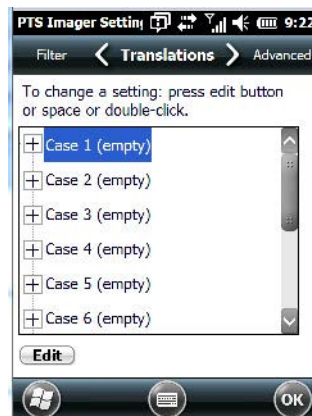 PTS Imager Settin 9:22
Filter Translations Advanced
To change a setting: press edit button
or space or double-click.
Case 1 (empty)
Case 2 (empty)
Case 3 (empty)
Case 4 (empty)
Case 5 (empty)
Case 6 (empty)
Edit
OK